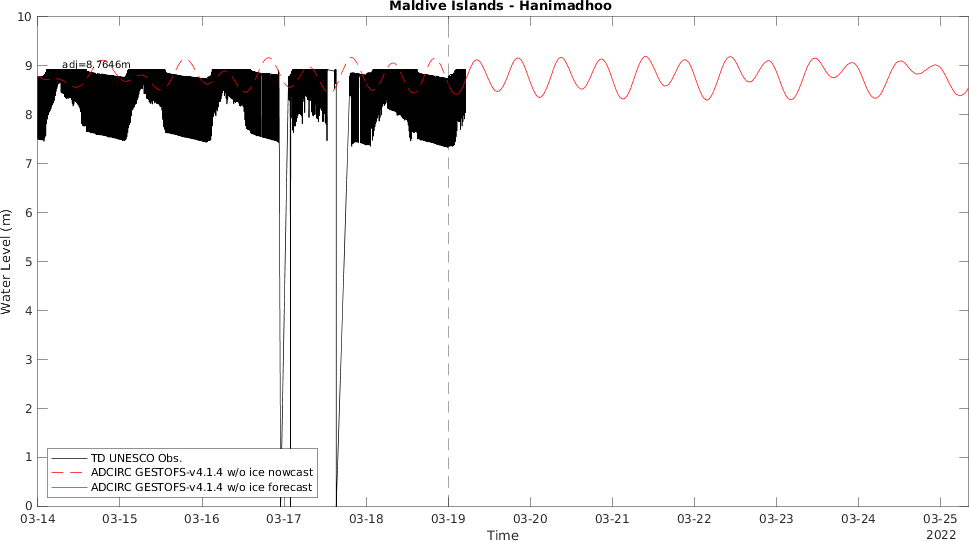 Maldive Islands - Hanimadhoo
10
9
8
7
6
5
4
3
2
1
0
Water Level (m)
adj=8.7646m
TD UNESCO Obs.
ADCIRC GESTOFS-v4.1.4 w/o ice nowcast
ADCIRC GESTOFS-v4.1.4 w/o ice forecast
03-14 03-15 03-16 03-17 03-18 03-19 03-20 03-21 03-22 03-23 03-24 03-25
2022
Time